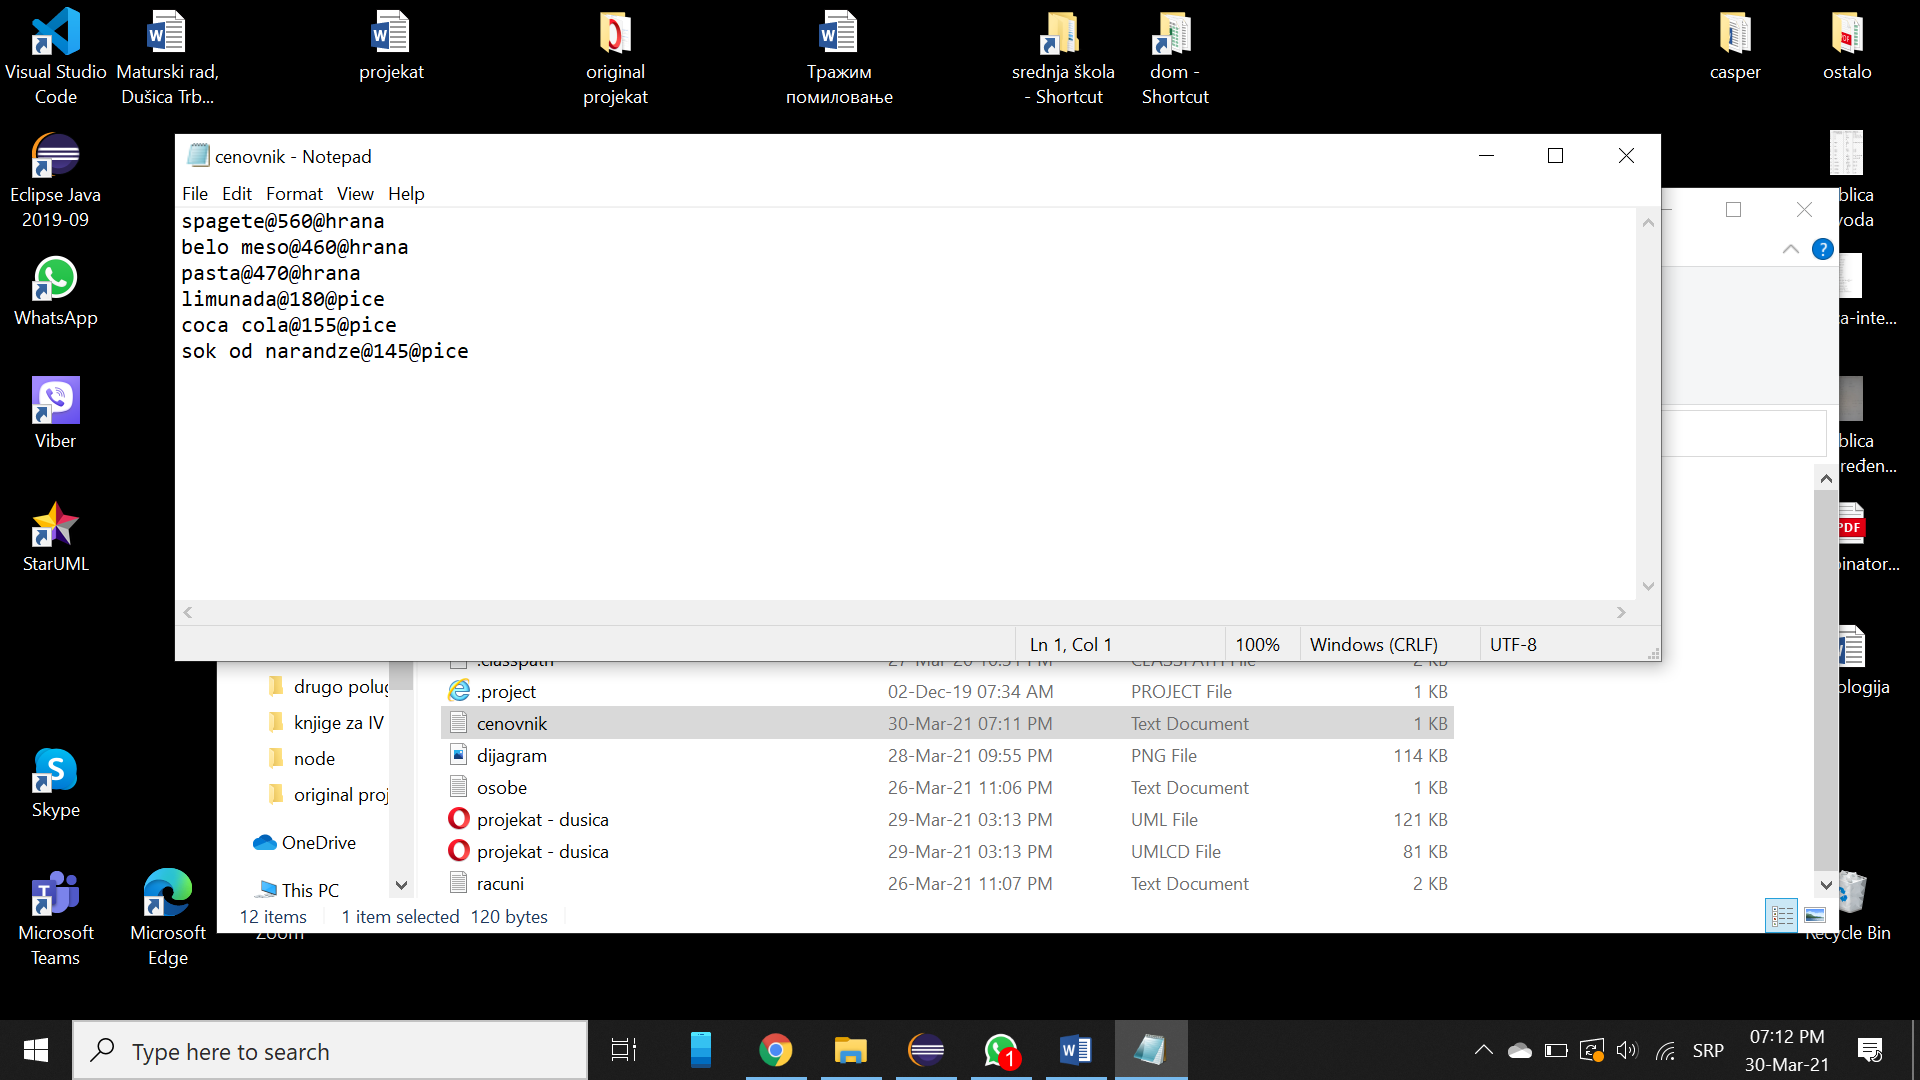 Visual Studio
Code
Maturski rad,
Dušica Trb...
projekat
original
projekat
Тражим
помиловање
srednja škola
- Shortcut
dom -
Shortcut
casper
ostalo
Eclipse Java
2019-09
WhatsApp
Viber
StarUML
Skype
Microsoft
Teams
Microsoft
Edge
Zoom
cenovnik - Notepad
File Edit Format View Help
spagete@560@hrana
belo meso@460@hrana
pasta@470@hrana
limunada@180@pice
coca cola@155@pice
sok od narandze@145@pice
Ln 1, Col 1 100% Windows (CRLF) UTF-8
?
.classpath
.project 02-Dec-19 07:34 AM PROJECT File 1 KB
cenovnik 30-Mar-21 07:11 PM Text Document 1 KB
dijagram 28-Mar-21 09:55 PM PNG File 114 KB
osobe 26-Mar-21 11:06 PM Text Document 1 KB
projekat - dusica 29-Mar-21 03:13 PM UML File 121 KB
projekat - dusica 29-Mar-21 03:13 PM UMLCD File 81 KB
racuni 26-Mar-21 11:07 PM Text Document 2 KB
drugo polug
knjige za IV
node
original proj
OneDrive
This PC
12 items 1 item selected 120 bytes
PDF
Recycle Bin
Type here to search
1
SRP
07:12 PM
30-Mar-21